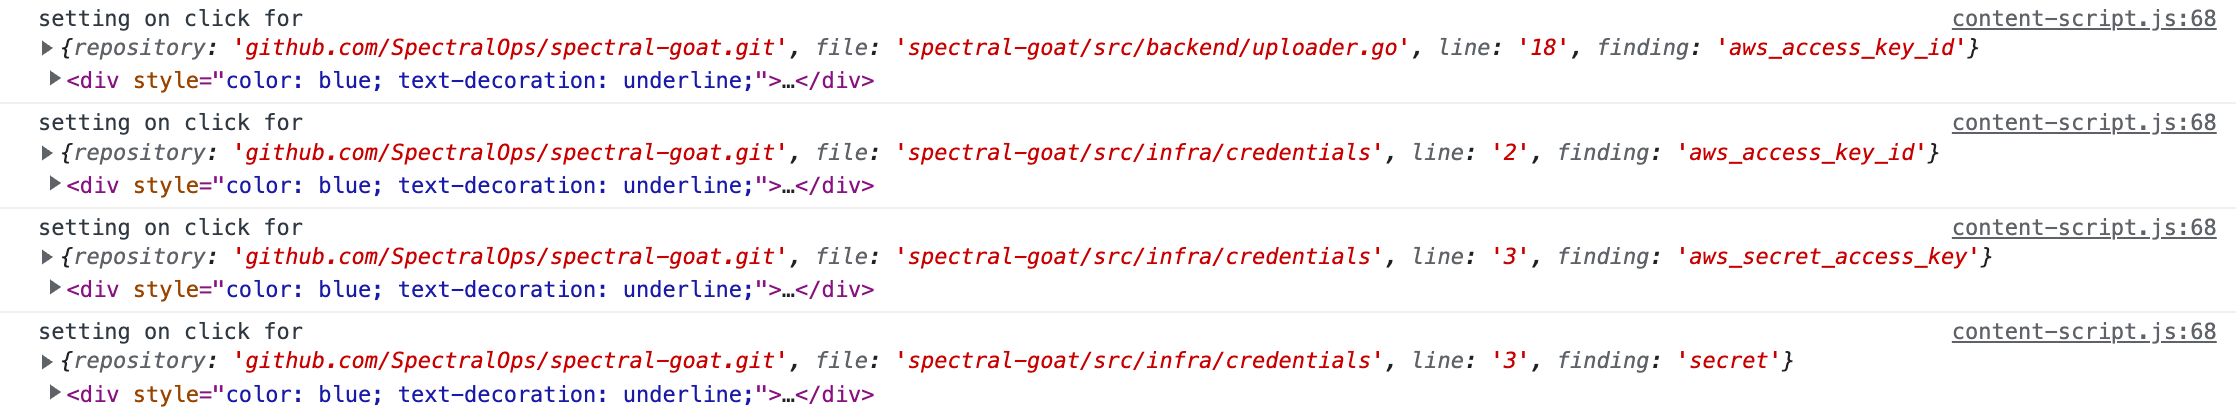 setting on click for content-script.js:68
{repository: 'github.com/SpectralOps/spectral-goat.git', file: 'spectral-goat/src/backend/uploader.go', line: '18', finding: 'aws_access_key_id'}
<div style="color: blue; text-decoration: underline;">…</div>
setting on click for content-script.js:68
{repository: 'github.com/SpectralOps/spectral-goat.git', file: 'spectral-goat/src/infra/credentials', line: '2', finding: 'aws_access_key_id'}
<div style="color: blue; text-decoration: underline;">…</div>
setting on click for content-script.js:68
{repository: 'github.com/SpectralOps/spectral-goat.git', file: 'spectral-goat/src/infra/credentials', line: '3', finding: 'aws_secret_access_key'}
<div style="color: blue; text-decoration: underline;">…</div>
setting on click for content-script.js:68
{repository: 'github.com/SpectralOps/spectral-goat.git', file: 'spectral-goat/src/infra/credentials', line: '3', finding: 'secret'}
<div style="color: blue; text-decoration: underline;">…</div>